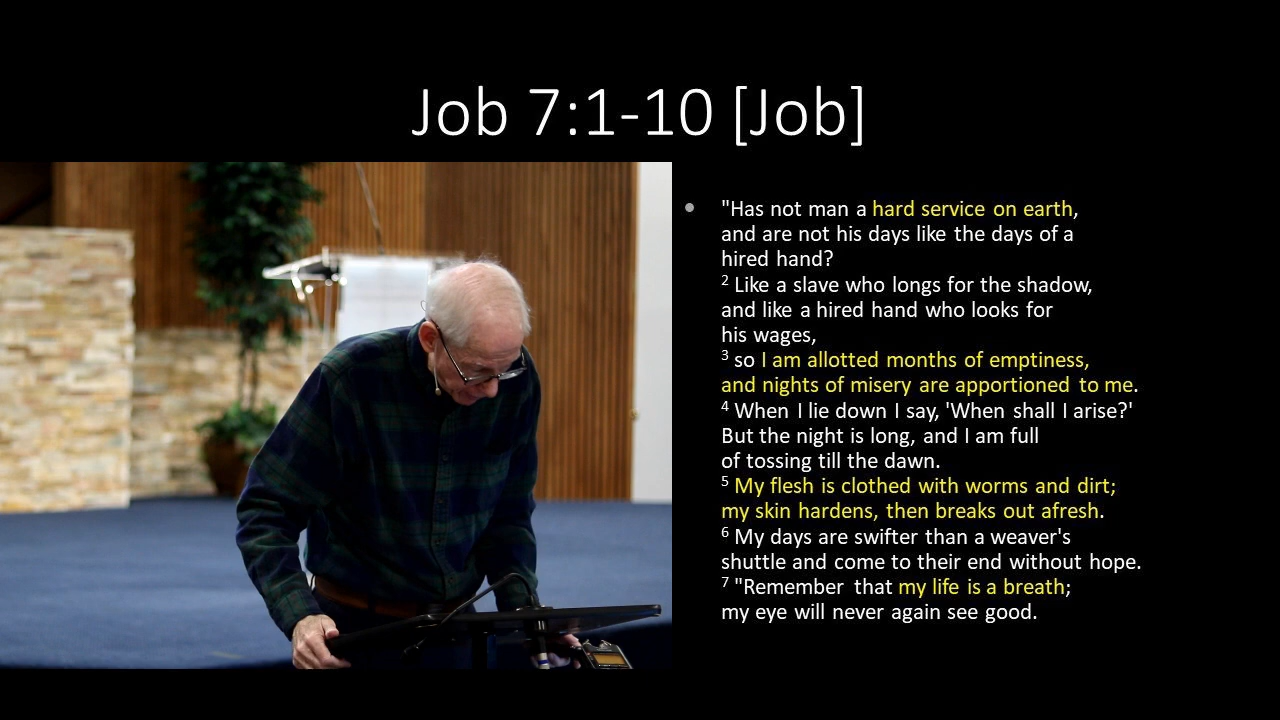 Job 7:1-10 [Job]
"Has not man a hard service on earth,
and are not his days like the days of a
hired hand?
2 Like a slave who longs for the shadow,
and like a hired hand who looks for
his wages,
3 so I am allotted months of emptiness,
and nights of misery are apportioned to me.
4 When I lie down I say, 'When shall I arise?'
But the night is long, and I am full
of tossing till the dawn.
5 My flesh is clothed with worms and dirt;
my skin hardens, then breaks out afresh.
6 My days are swifter than a weaver's
shuttle and come to their end without hope.
7 "Remember that my life is a breath;
my eye will never again see good.